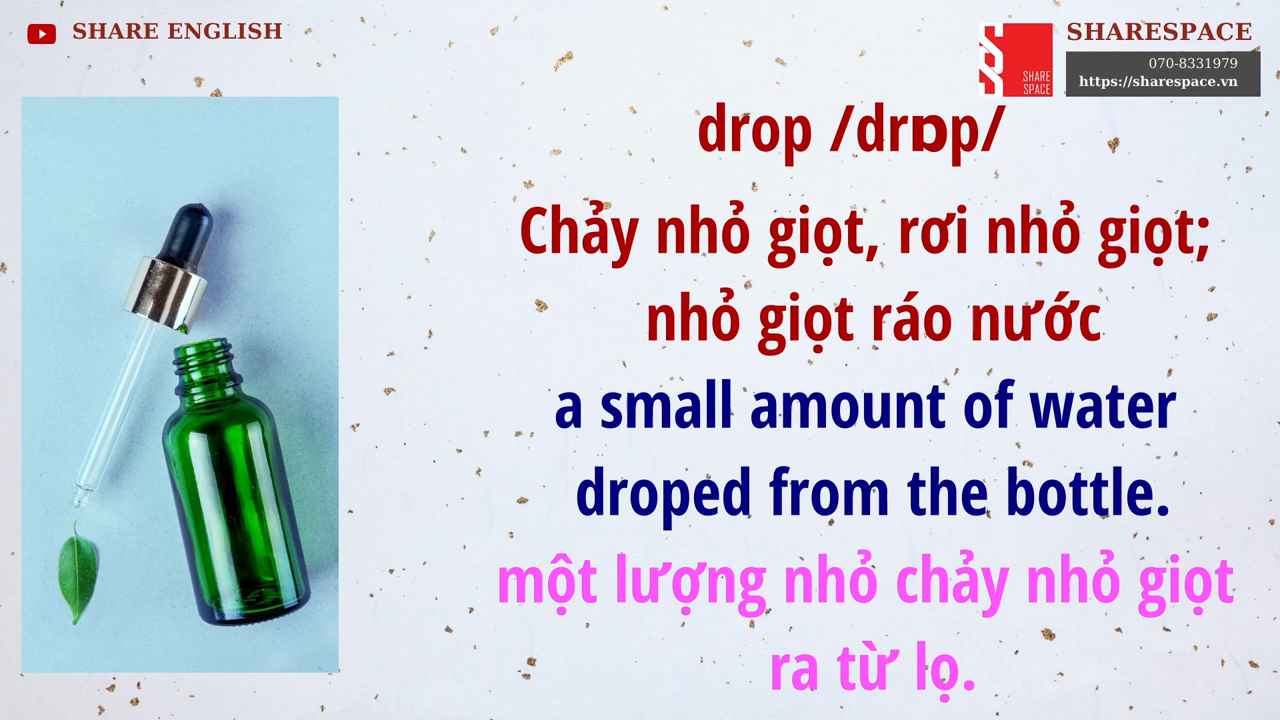 SHARE ENGLISH
SHARESPACE
070-8331979
https://sharespace.vn
SHARE
SPACE
drop /drɒp/
Chảy nhỏ giọt, rơi nhỏ giọt;
nhỏ giọt ráo nước
a small amount of water
droped from the bottle.
một lượng nhỏ chảy nhỏ giọt
ra từ lọ.